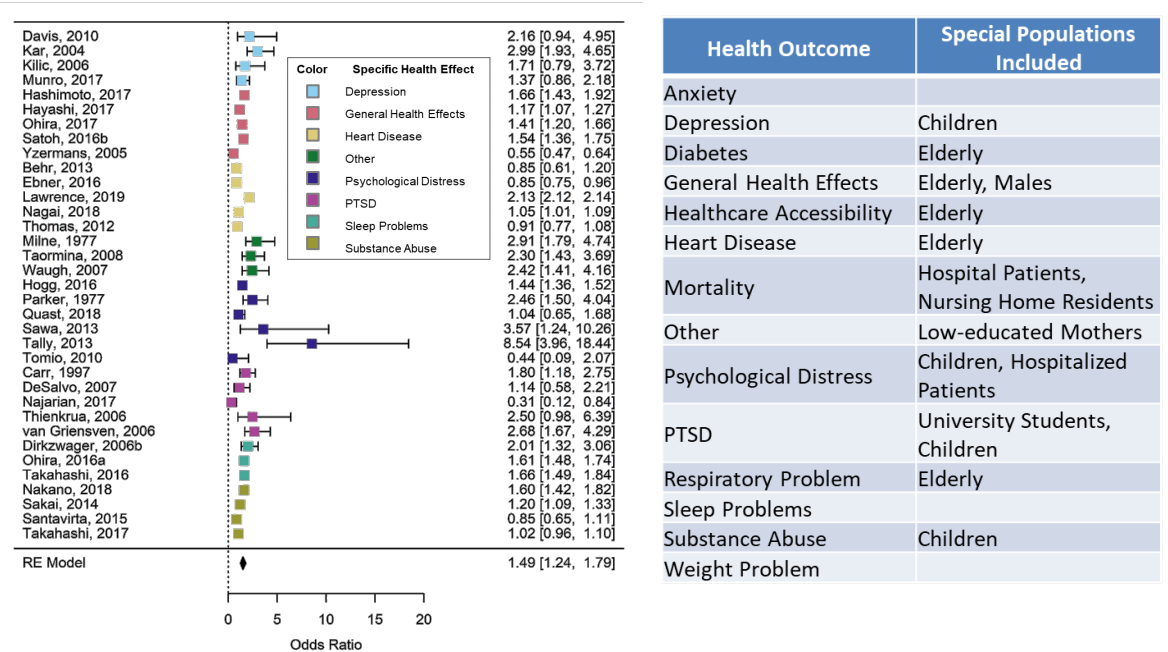 Davis, 2010 2.16 [0.94, 4.95]
Kar, 2004 2.99 [1.93, 4.65]
Kilic, 2006 1.71 [0.79, 3.72]
Munro, 2017 1.37 [0.86, 2.18]
Hashimoto, 2017 1.66 [1.43, 1.92]
Hayashi, 2017 1.17 [1.07, 1.27]
Ohira, 2017 1.41 [1.20, 1.66]
Satoh, 2016b 1.54 [1.36, 1.75]
Yzermans, 2005 0.55 [0.47, 0.64]
Behr, 2013 0.85 [0.61, 1.20]
Ebner, 2016 0.85 [0.75, 0.96]
Lawrence, 2019 2.13 [2.12, 2.14]
Nagai, 2018 1.05 [1.01, 1.09]
Thomas, 2012 0.91 [0.77, 1.08]
Milne, 1977 2.91 [1.79, 4.74]
Taormina, 2008 2.30 [1.43, 3.69]
Waugh, 2007 2.42 [1.41, 4.16]
Hogg, 2016 1.44 [1.36, 1.52]
Parker, 1977 2.46 [1.50, 4.04]
Quast, 2018 1.04 [0.65, 1.68]
Sawa, 2013 3.57 [1.24, 10.26]
Tally, 2013 8.54 [3.96, 18.44]
Tomio, 2010 0.44 [0.09, 2.07]
Carr, 1997 1.80 [1.18, 2.75]
DeSalvo, 2007 1.14 [0.58, 2.21]
Najarian, 2017 0.31 [0.12, 0.84]
Thienkrua, 2006 2.50 [0.98, 6.39]
van Griensven, 2006 2.68 [1.67, 4.29]
Dirkzwager, 2006b 2.01 [1.32, 3.06]
Ohira, 2016a 1.61 [1.48, 1.74]
Takahashi, 2016 1.66 [1.49, 1.84]
Nakano, 2018 1.60 [1.42, 1.82]
Sakai, 2014 1.20 [1.09, 1.33]
Santavirta, 2015 0.85 [0.65, 1.11]
Takahashi, 2017 1.02 [0.96, 1.10]
RE Model 1.49 [1.24, 1.79]
0 5 10 15 20
Odds Ratio
Color Specific Health Effect
Depression
General Health Effects
Heart Disease
Other
Psychological Distress
PTSD
Sleep Problems
Substance Abuse
Health Outcome Special Populations
Included
Anxiety
Depression Children
Diabetes Elderly
General Health Effects Elderly, Males
Healthcare Accessibility Elderly
Heart Disease Elderly
Mortality Hospital Patients,
Nursing Home Residents
Other Low-educated Mothers
Psychological Distress Children, Hospitalized
Patients
PTSD University Students,
Children
Respiratory Problem Elderly
Sleep Problems
Substance Abuse Children
Weight Problem